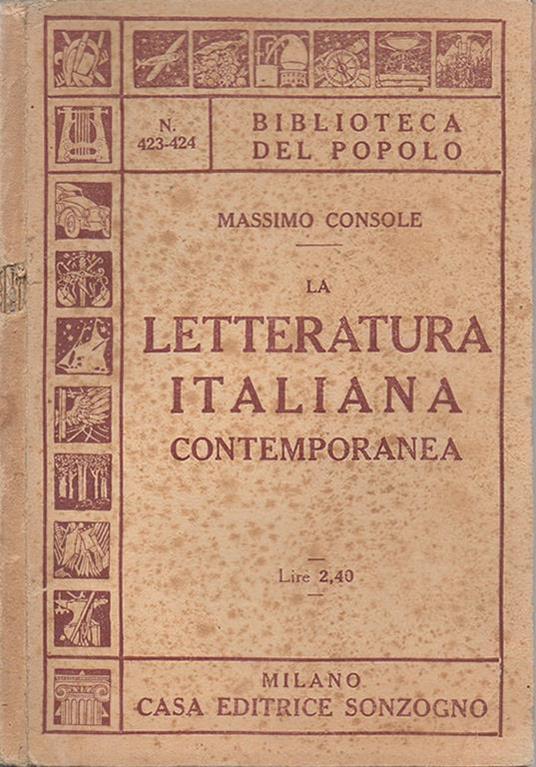 N.
423-424
BIBLIOTECA
DEL POPOLO
MASSIMO CONSOLE
LA
LETTERATURA
ITALIANA
CONTEMPORANEA
Lire 2,40
MILANO
CASA EDITRICE SONZOGNO